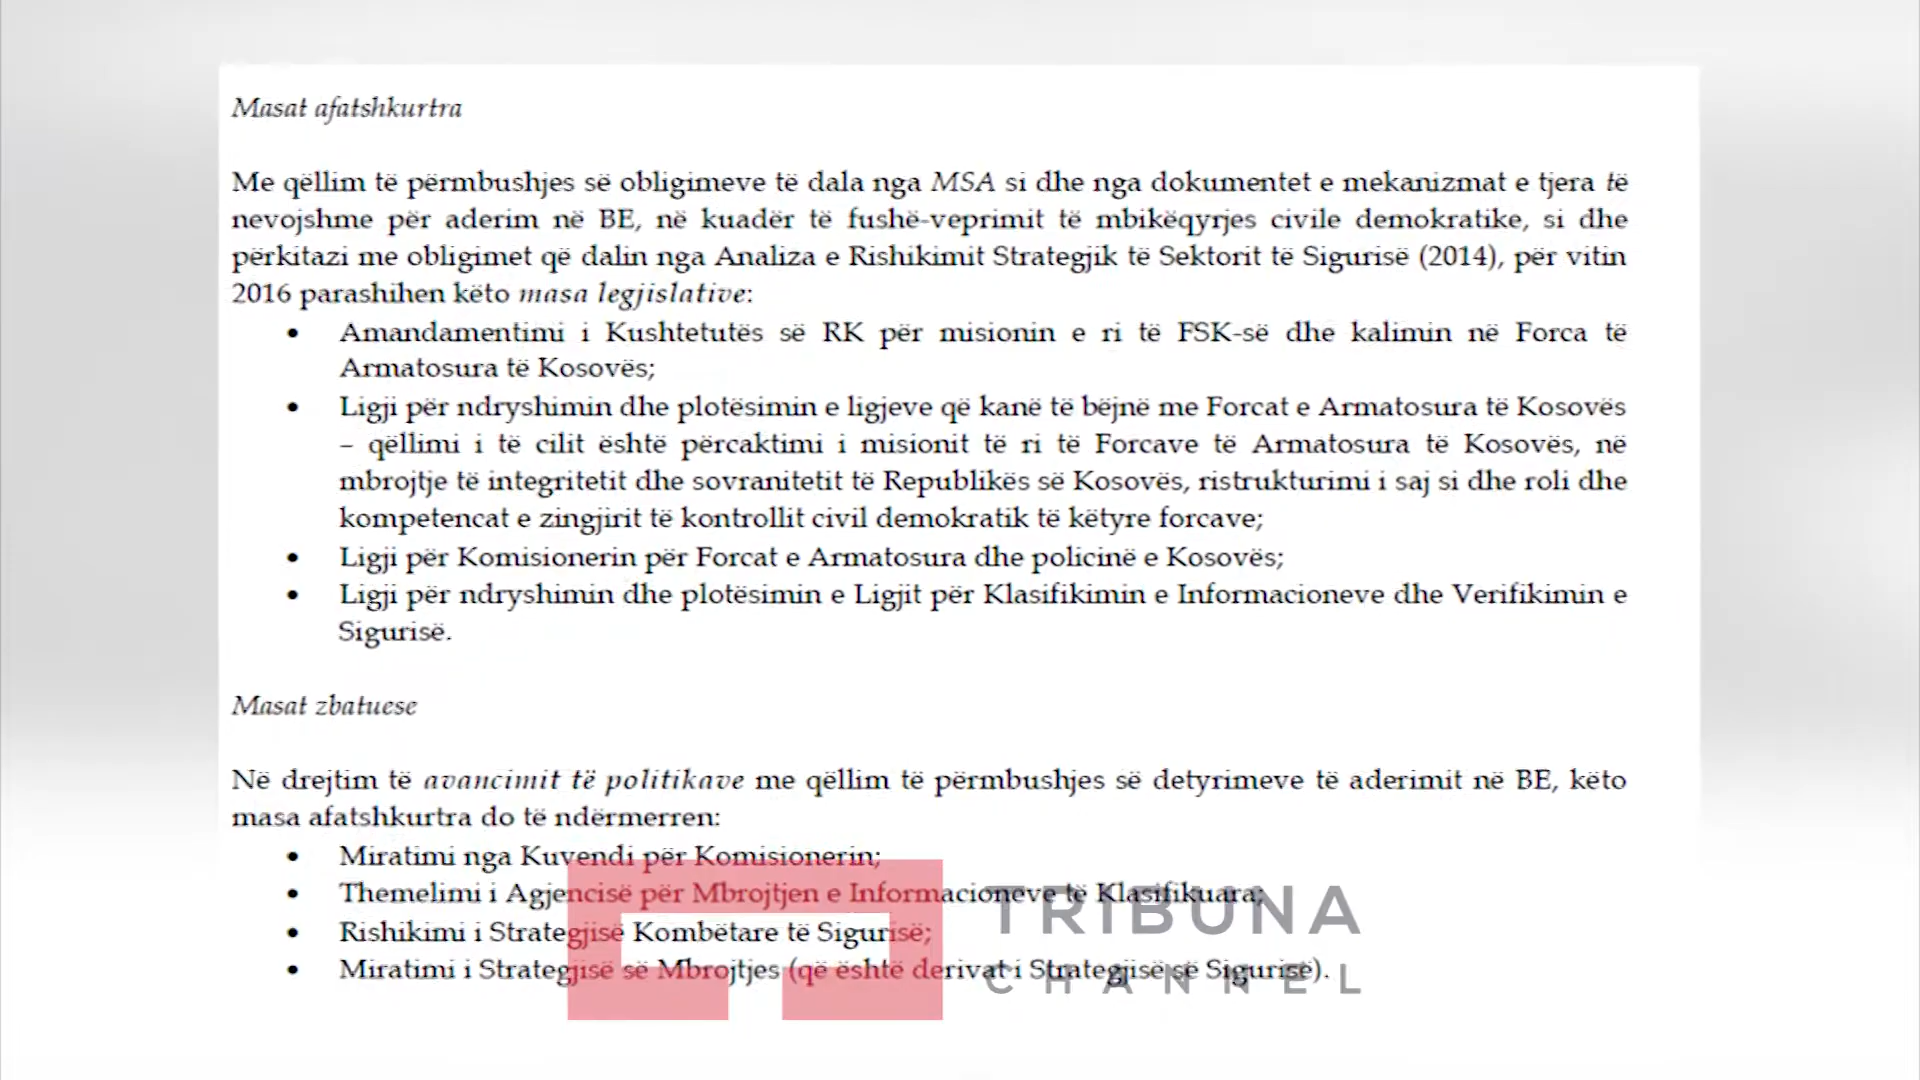 Masat afatshkurtra
Me qëllim të përmbushjes së obligimeve të dala nga MSA si dhe nga dokumentet e mekanizmat e tjera të
nevojshme për aderim në BE, në kuadër të fushë-veprimit të mbikëqyrjes civile demokratike, si dhe
përkitazi me obligimet që dalin nga Analiza e Rishikimit Strategjik të Sektorit të Sigurisë (2014), për vitin
2016 parashihen këto masa legjislative:
• Amandamentimi i Kushtetutës së RK për misionin e ri të FSK-së dhe kalimin në Forca të
Armatosura të Kosovës;
• Ligji për ndryshimin dhe plotësimin e ligjeve që kanë të bëjnë me Forcat e Armatosura të Kosovës
– qëllimi i të cilit është përcaktimi i misionit të ri të Forcave të Armatosura të Kosovës, në
mbrojtje të integritetit dhe sovranitetit të Republikës së Kosovës, ristrukturimi i saj si dhe roli dhe
kompetencat e zingjirit të kontrollit civil demokratik të këtyre forcave;
• Ligji për Komisionerin për Forcat e Armatosura dhe policinë e Kosovës;
• Ligji për ndryshimin dhe plotësimin e Ligjit për Klasifikimin e Informacioneve dhe Verifikimin e
Sigurisë.
Masat zbatuese
Në drejtim të avancimit të politikave me qëllim të përmbushjes së detyrimeve të aderimit në BE, këto
masa afatshkurtra do të ndërmerren:
• Miratimi nga Kuvendi për Komisionerin;
• Themelimi i Agjencisë për Mbrojtjen e Informacioneve të Klasifikuara;
• Rishikimi i Strategjisë Kombëtare të Sigurisë;
• Miratimi i Strategjisë së Mbrojtjes (që është derivat i Strategjisë së Sigurisë).
TRIBUNA
CHANNEL